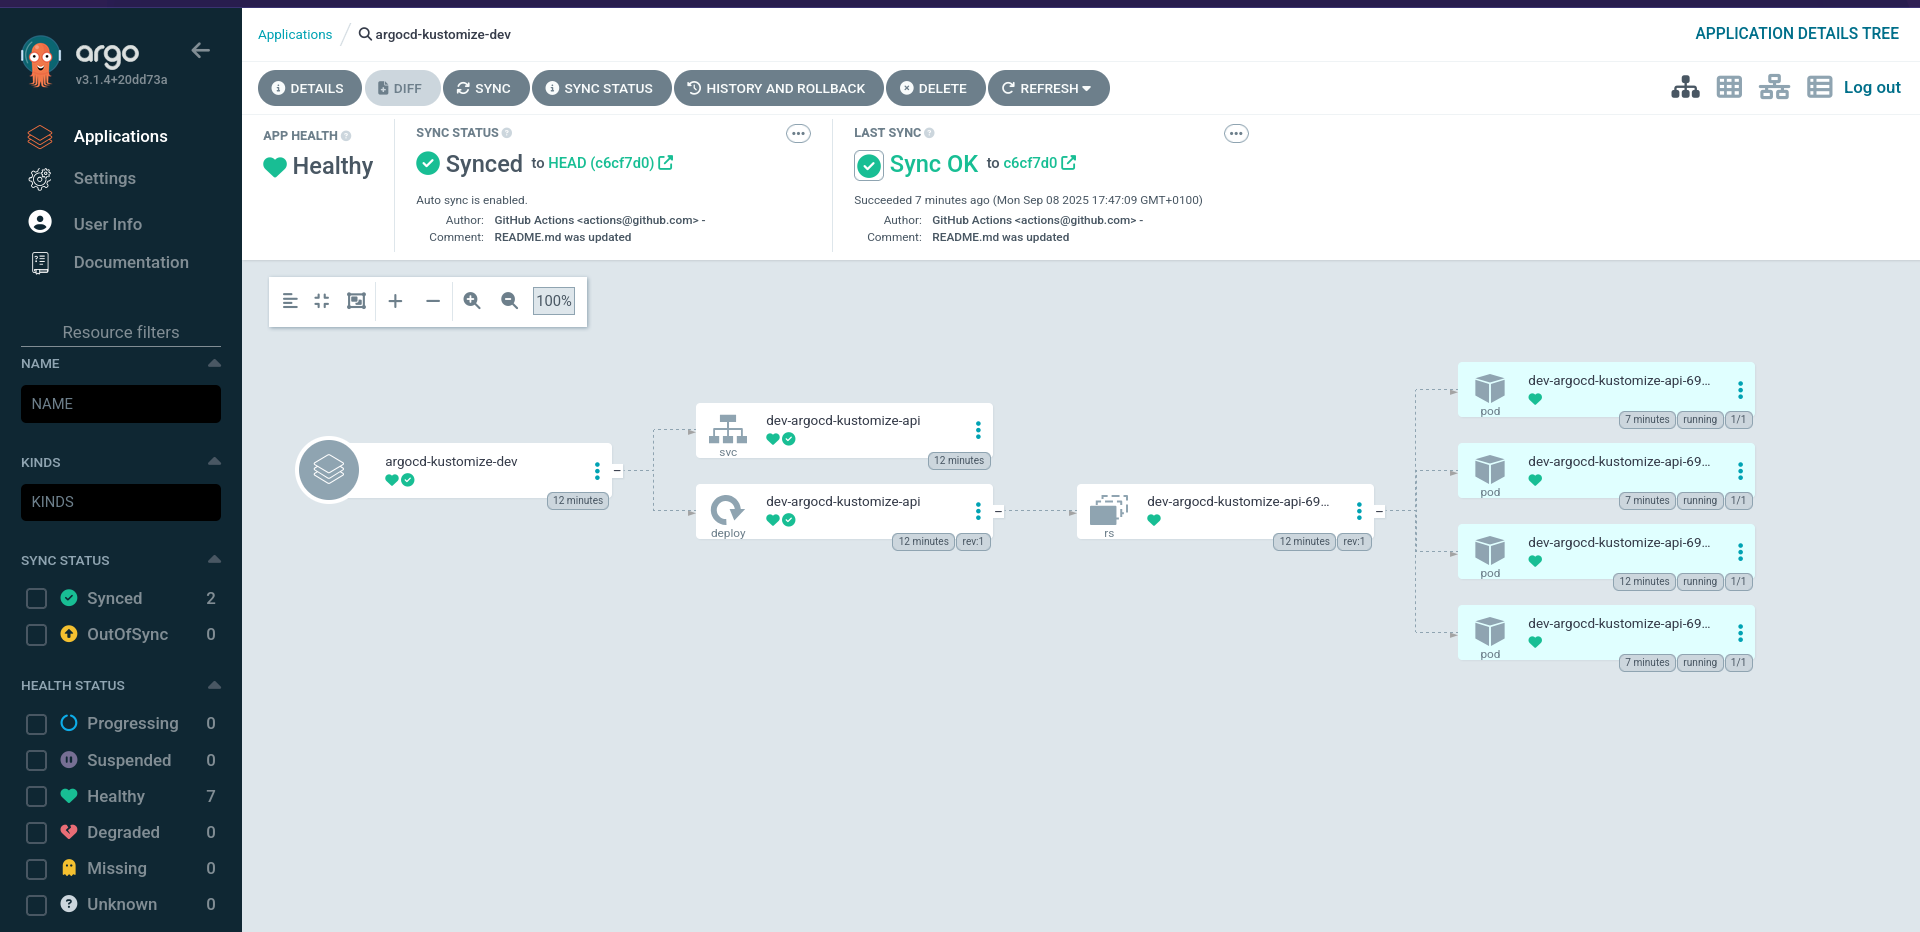 argo
v3.1.4+20dd73a
Applications
Settings
User Info
Documentation
Resource filters
NAME
NAME
KINDS
KINDS
SYNC STATUS
Synced 2
OutOfSync 0
HEALTH STATUS
Progressing 0
Suspended 0
Healthy 7
Degraded 0
Missing 0
Unknown 0
Applications / argocd-kustomize-dev
APPLICATION DETAILS TREE
DETAILS DIFF SYNC SYNC STATUS HISTORY AND ROLLBACK DELETE REFRESH
Log out
APP HEALTH
Healthy
SYNC STATUS
Synced to HEAD (c6cf7d0)
Auto sync is enabled.
Author: GitHub Actions <actions@github.com> -
Comment: README.md was updated
LAST SYNC
Sync OK to c6cf7d0
Succeeded 7 minutes ago (Mon Sep 08 2025 17:47:09 GMT+0100)
Author: GitHub Actions <actions@github.com> -
Comment: README.md was updated
100%
argocd-kustomize-dev
12 minutes
dev-argocd-kustomize-api
svc
12 minutes
dev-argocd-kustomize-api
deploy
12 minutes rev:1
dev-argocd-kustomize-api-69...
rs
12 minutes rev:1
dev-argocd-kustomize-api-69...
pod
7 minutes running 1/1
dev-argocd-kustomize-api-69...
pod
7 minutes running 1/1
dev-argocd-kustomize-api-69...
pod
12 minutes running 1/1
dev-argocd-kustomize-api-69...
pod
7 minutes running 1/1